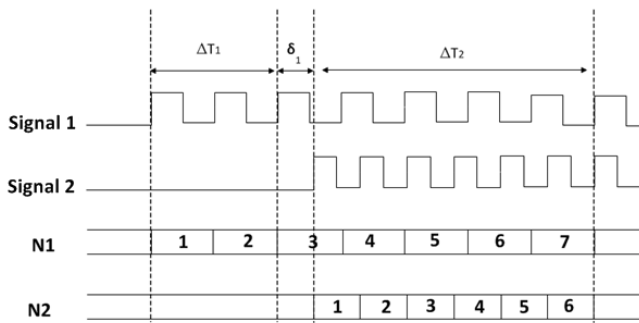 ΔT1 δ1 ΔT2
Signal 1
Signal 2
N1 1 2 3 4 5 6 7
N2 1 2 3 4 5 6